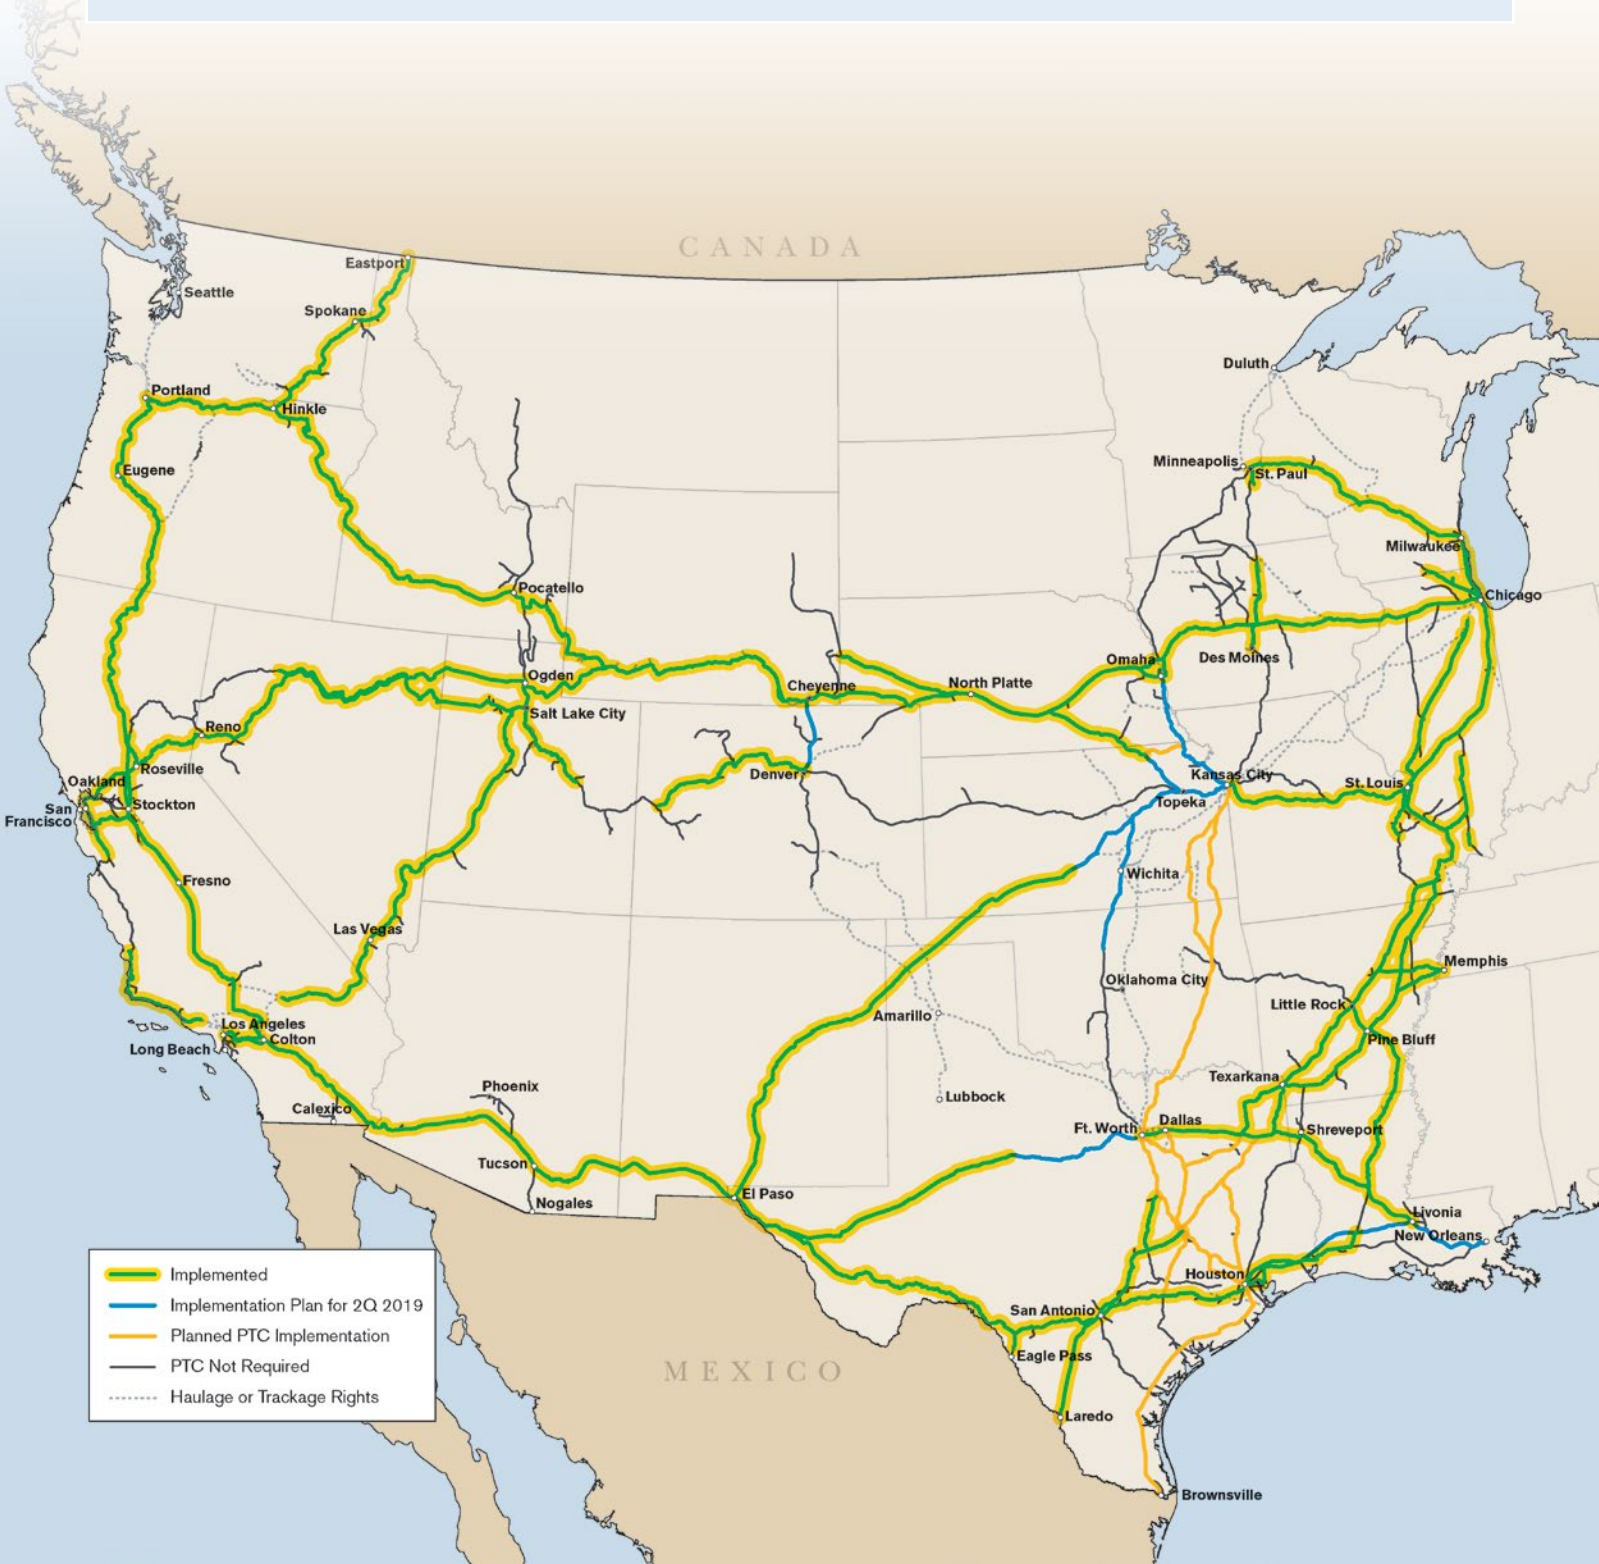 CANADA
Eastport
Seattle
Spokane
Duluth
Portland
Hinkle
Minneapolis
St. Paul
Eugene
Milwaukee
Pocatello
Chicago
Omaha
Des Moines
Ogden
Cheyenne
North Platte
Salt Lake City
Reno
Roseville
Denver
Kansas City
Oakland
St. Louis
San
Francisco
Stockton
Topeka
Wichita
Fresno
Las Vegas
Memphis
Oklahoma City
Little Rock
Amarillo
Los Angeles
Colton
Long Beach
Pine Bluff
Texarkana
Phoenix
Lubbock
Calexico
Ft. Worth
Dallas
Shreveport
Tucson
El Paso
Nogales
Livonia
New Orleans
Houston
San Antonio
Eagle Pass
MEXICO
Laredo
Brownsville
Implemented
Implementation Plan for 2Q 2019
Planned PTC Implementation
PTC Not Required
Haulage or Trackage Rights